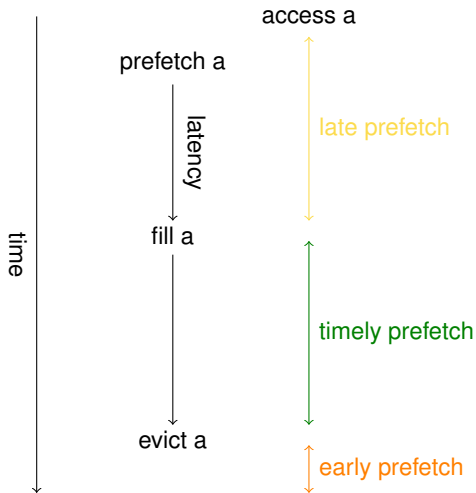 access a
prefetch a
late prefetch
latency
fill a
time
timely prefetch
evict a
early prefetch